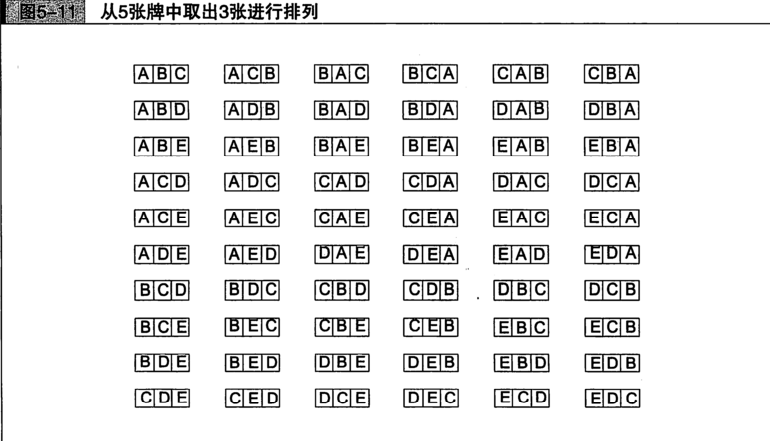 图5-11 从5张牌中取出3张进行排列
ABC ACB BAC BCA CAB CBA
ABD ADB BAD BDA DAB DBA
ABE AEB BAE BEA EAB EBA
ACD ADC CAD CDA DAC DCA
ACE AEC CAE CEA EAC ECA
ADE AED DAE DEA EAD EDA
BCD BDC CBD CDB DBC DCB
BCE BEC CBE CEB EBC ECB
BDE BED DBE DEB EBD EDB
CDE CED DCE DEC ECD EDC